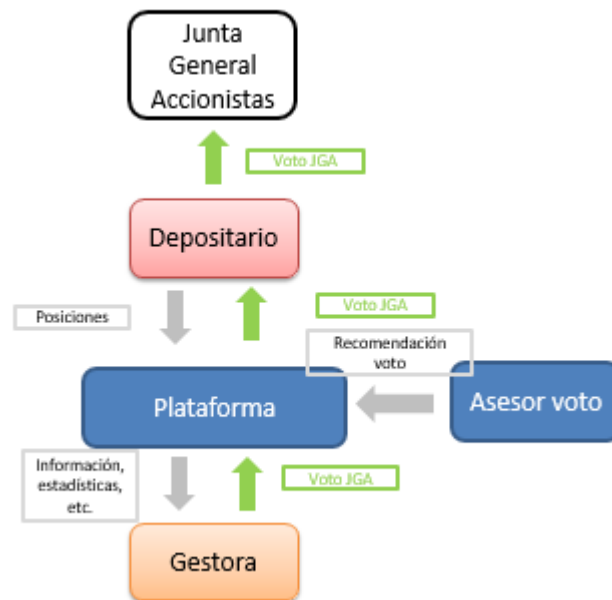 Junta
General
Accionistas
Voto JGA
Depositario
Posiciones
Voto JGA
Recomendación
voto
Plataforma
Asesor voto
Información,
estadísticas,
etc.
Voto JGA
Gestora